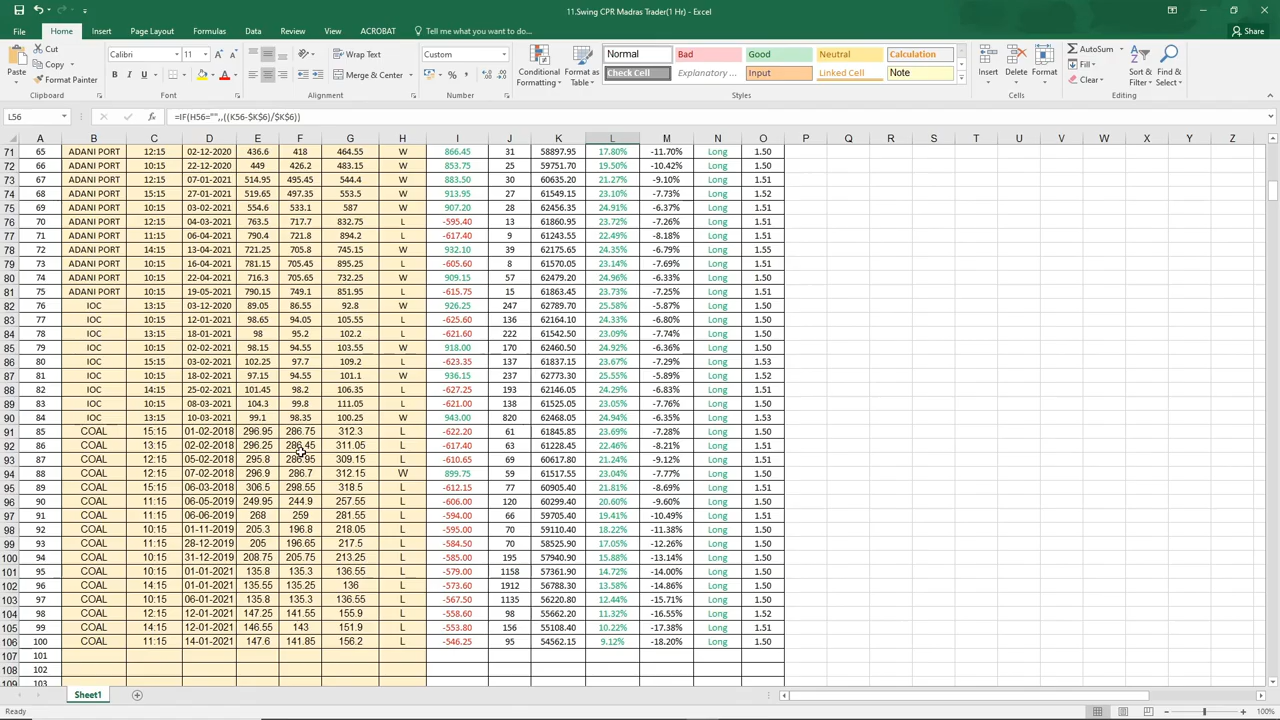 11.Swing CPR Madras Trader(1 Hr) - Excel
File Home Insert Page Layout Formulas Data Review View ACROBAT Tell me what you want to do... Share
Paste Cut Copy Format Painter Clipboard
Calibri 11 B I U A A A Font
Wrap Text Merge & Center Alignment
Custom % , Number
Conditional Formatting Format as Table
Normal Bad Good Neutral Calculation
Check Cell Explanatory ... Input Linked Cell Note
Styles
Insert Delete Format Cells
AutoSum Fill Clear Sort & Filter Find & Select Editing
L56 fx =IF(H56="",,((K56-$K$6)/$K$6))
A B C D E F G H I J K L M N O P Q R S T U V W X Y Z
71 65 ADANI PORT 12:15 02-12-2020 436.6 418 464.55 W 866.45 31 58897.95 17.80% -11.70% Long 1.50
72 66 ADANI PORT 10:15 22-12-2020 449 426.2 483.15 W 853.75 25 59751.70 19.50% -10.42% Long 1.50
73 67 ADANI PORT 10:15 07-01-2021 514.95 495.45 544.4 W 883.50 30 60635.20 21.27% -9.10% Long 1.51
74 68 ADANI PORT 15:15 27-01-2021 519.65 497.35 553.5 W 913.95 27 61549.15 23.10% -7.73% Long 1.52
75 69 ADANI PORT 10:15 03-02-2021 554.6 533.1 587 W 907.20 28 62456.35 24.91% -6.37% Long 1.51
76 70 ADANI PORT 12:15 04-03-2021 763.5 717.7 832.75 L -595.40 13 61860.95 23.72% -7.26% Long 1.51
77 71 ADANI PORT 11:15 06-04-2021 790.4 721.8 894.2 L -617.40 9 61243.55 22.49% -8.18% Long 1.51
78 72 ADANI PORT 14:15 13-04-2021 721.25 705.8 745.15 W 932.10 39 62175.65 24.35% -6.79% Long 1.55
79 73 ADANI PORT 10:15 16-04-2021 781.15 705.45 895.25 L -605.60 8 61570.05 23.14% -7.69% Long 1.51
80 74 ADANI PORT 10:15 22-04-2021 716.3 705.65 732.25 W 909.15 57 62479.20 24.96% -6.33% Long 1.50
81 75 ADANI PORT 10:15 19-05-2021 790.15 749.1 851.95 L -615.75 15 61863.45 23.73% -7.25% Long 1.51
82 76 IOC 13:15 03-12-2020 89.05 86.55 92.8 W 926.25 247 62789.70 25.58% -5.87% Long 1.50
83 77 IOC 10:15 12-01-2021 98.65 94.05 105.55 L -625.60 136 62164.10 24.33% -6.80% Long 1.50
84 78 IOC 13:15 18-01-2021 98 95.2 102.2 L -621.60 222 61542.50 23.09% -7.74% Long 1.50
85 79 IOC 10:15 02-02-2021 98.15 94.55 103.55 W 918.00 170 62460.50 24.92% -6.36% Long 1.50
86 80 IOC 15:15 03-02-2021 102.25 97.7 109.2 L -623.35 137 61837.15 23.67% -7.29% Long 1.53
87 81 IOC 10:15 18-02-2021 97.15 94.55 101.1 W 936.15 237 62773.30 25.55% -5.89% Long 1.52
88 82 IOC 14:15 25-02-2021 101.45 98.2 106.35 L -627.25 193 62146.05 24.29% -6.83% Long 1.51
89 83 IOC 10:15 08-03-2021 104.3 99.8 111.05 L -621.00 138 61525.05 23.05% -7.76% Long 1.50
90 84 IOC 13:15 10-03-2021 99.1 98.35 100.25 W 943.00 820 62468.05 24.94% -6.35% Long 1.53
91 85 COAL 15:15 01-02-2018 296.95 286.75 312.3 L -622.20 61 61845.85 23.69% -7.28% Long 1.50
92 86 COAL 13:15 02-02-2018 296.25 286.45 311.05 L -617.40 63 61228.45 22.46% -8.21% Long 1.51
93 87 COAL 12:15 05-02-2018 295.8 309.15 L -610.65 67 60617.80 21.24% -9.12% Long 1.51
94 88 COAL 12:15 07-02-2018 296.9 286.7 312.15 W 899.75 59 61517.55 23.04% -7.77% Long 1.50
95 89 COAL 15:15 06-03-2018 306.5 298.55 318.5 L -612.15 77 60905.40 21.81% -8.69% Long 1.51
96 90 COAL 11:15 06-05-2019 249.95 244.9 257.55 L -606.00 120 60299.40 20.60% -9.60% Long 1.50
97 91 COAL 11:15 06-06-2019 268 259 281.55 L -594.00 66 59705.40 19.41% -10.49% Long 1.51
98 92 COAL 10:15 01-11-2019 205.3 196.8 218.05 L -595.00 70 59110.40 18.22% -11.38% Long 1.50
99 93 COAL 11:15 28-12-2019 205 196.65 217.5 L -584.50 70 58525.90 17.05% -12.26% Long 1.50
100 94 COAL 10:15 31-12-2019 208.75 205.75 213.25 L -585.00 195 57940.90 15.88% -13.14% Long 1.50
101 95 COAL 10:15 01-01-2021 135.8 135.3 136.55 L -579.00 1158 57361.90 14.72% -14.00% Long 1.50
102 96 COAL 14:15 01-01-2021 135.55 135.25 136 L -573.60 1912 56788.30 13.58% -14.86% Long 1.50
103 97 COAL 10:15 06-01-2021 135.8 135.3 136.55 L -567.50 1135 56220.80 12.44% -15.71% Long 1.50
104 98 COAL 12:15 12-01-2021 147.25 141.55 155.9 L -558.60 98 55662.20 11.32% -16.55% Long 1.52
105 99 COAL 14:15 12-01-2021 146.55 143 151.9 L -553.80 156 55108.40 10.22% -17.38% Long 1.51
106 100 COAL 11:15 14-01-2021 147.6 141.85 156.2 L -546.25 95 54562.15 9.12% -18.20% Long 1.50
107 101
108 102
109 103
Sheet1
Ready 100%